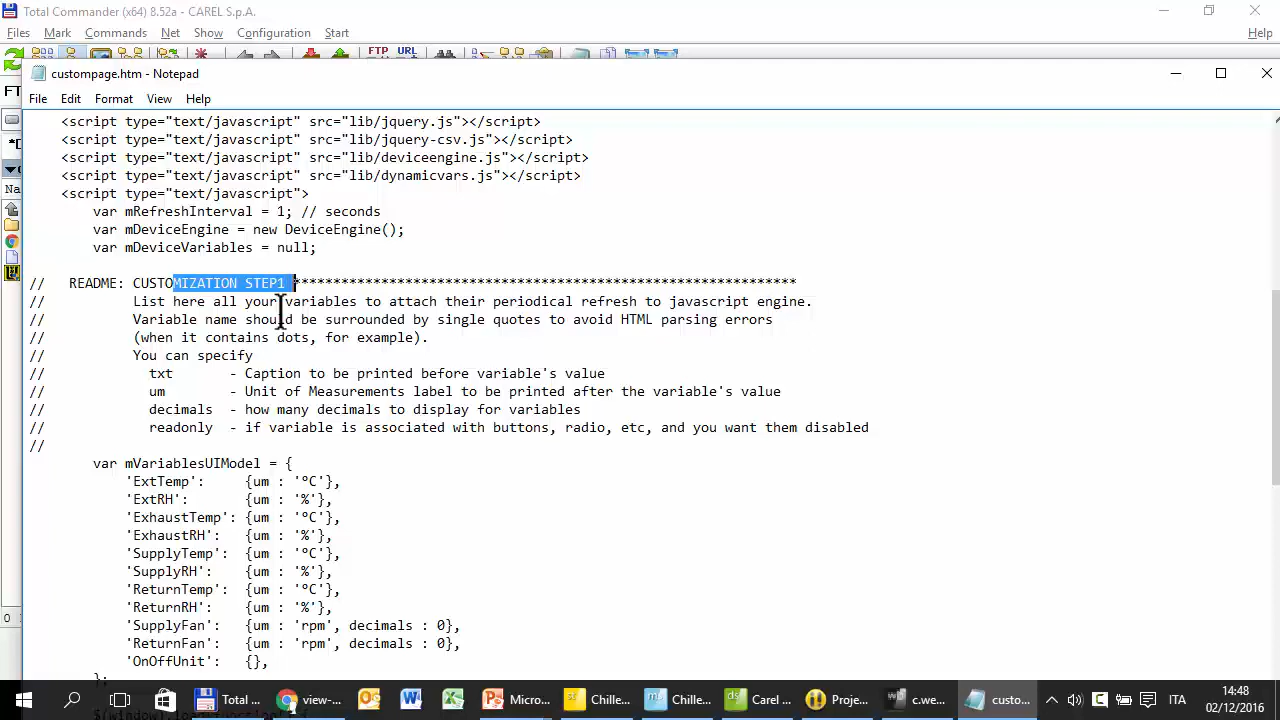 Total Commander (x64) 8.52a - CAREL S.p.A.
Files Mark Commands Net Show Configuration Start Help
FTP URL
custompage.htm - Notepad
File Edit Format View Help
<script type="text/javascript" src="lib/jquery.js"></script>
<script type="text/javascript" src="lib/jquery-csv.js"></script>
<script type="text/javascript" src="lib/deviceengine.js"></script>
<script type="text/javascript" src="lib/dynamicvars.js"></script>
<script type="text/javascript">
var mRefreshInterval = 1; // seconds
var mDeviceEngine = new DeviceEngine();
var mDeviceVariables = null;
// README: CUSTOMIZATION STEP1 ***************************************************************
// List here all your variables to attach their periodical refresh to javascript engine.
// Variable name should be surrounded by single quotes to avoid HTML parsing errors
// (when it contains dots, for example).
// You can specify
// txt - Caption to be printed before variable's value
// um - Unit of Measurements label to be printed after the variable's value
// decimals - how many decimals to display for variables
// readonly - if variable is associated with buttons, radio, etc, and you want them disabled
//
var mVariablesUIModel = {
'ExtTemp': {um : '°C'},
'ExtRH': {um : '%'},
'ExhaustTemp': {um : '°C'},
'ExhaustRH': {um : '%'},
'SupplyTemp': {um : '°C'},
'SupplyRH': {um : '%'},
'ReturnTemp': {um : '°C'},
'ReturnRH': {um : '%'},
'SupplyFan': {um : 'rpm', decimals : 0},
'ReturnFan': {um : 'rpm', decimals : 0},
'OnOffUnit': {},
};
Total ... view-... Micro... Chille... Chille... Carel ... Proje... c.we... custo... ITA
14:48
02/12/2016